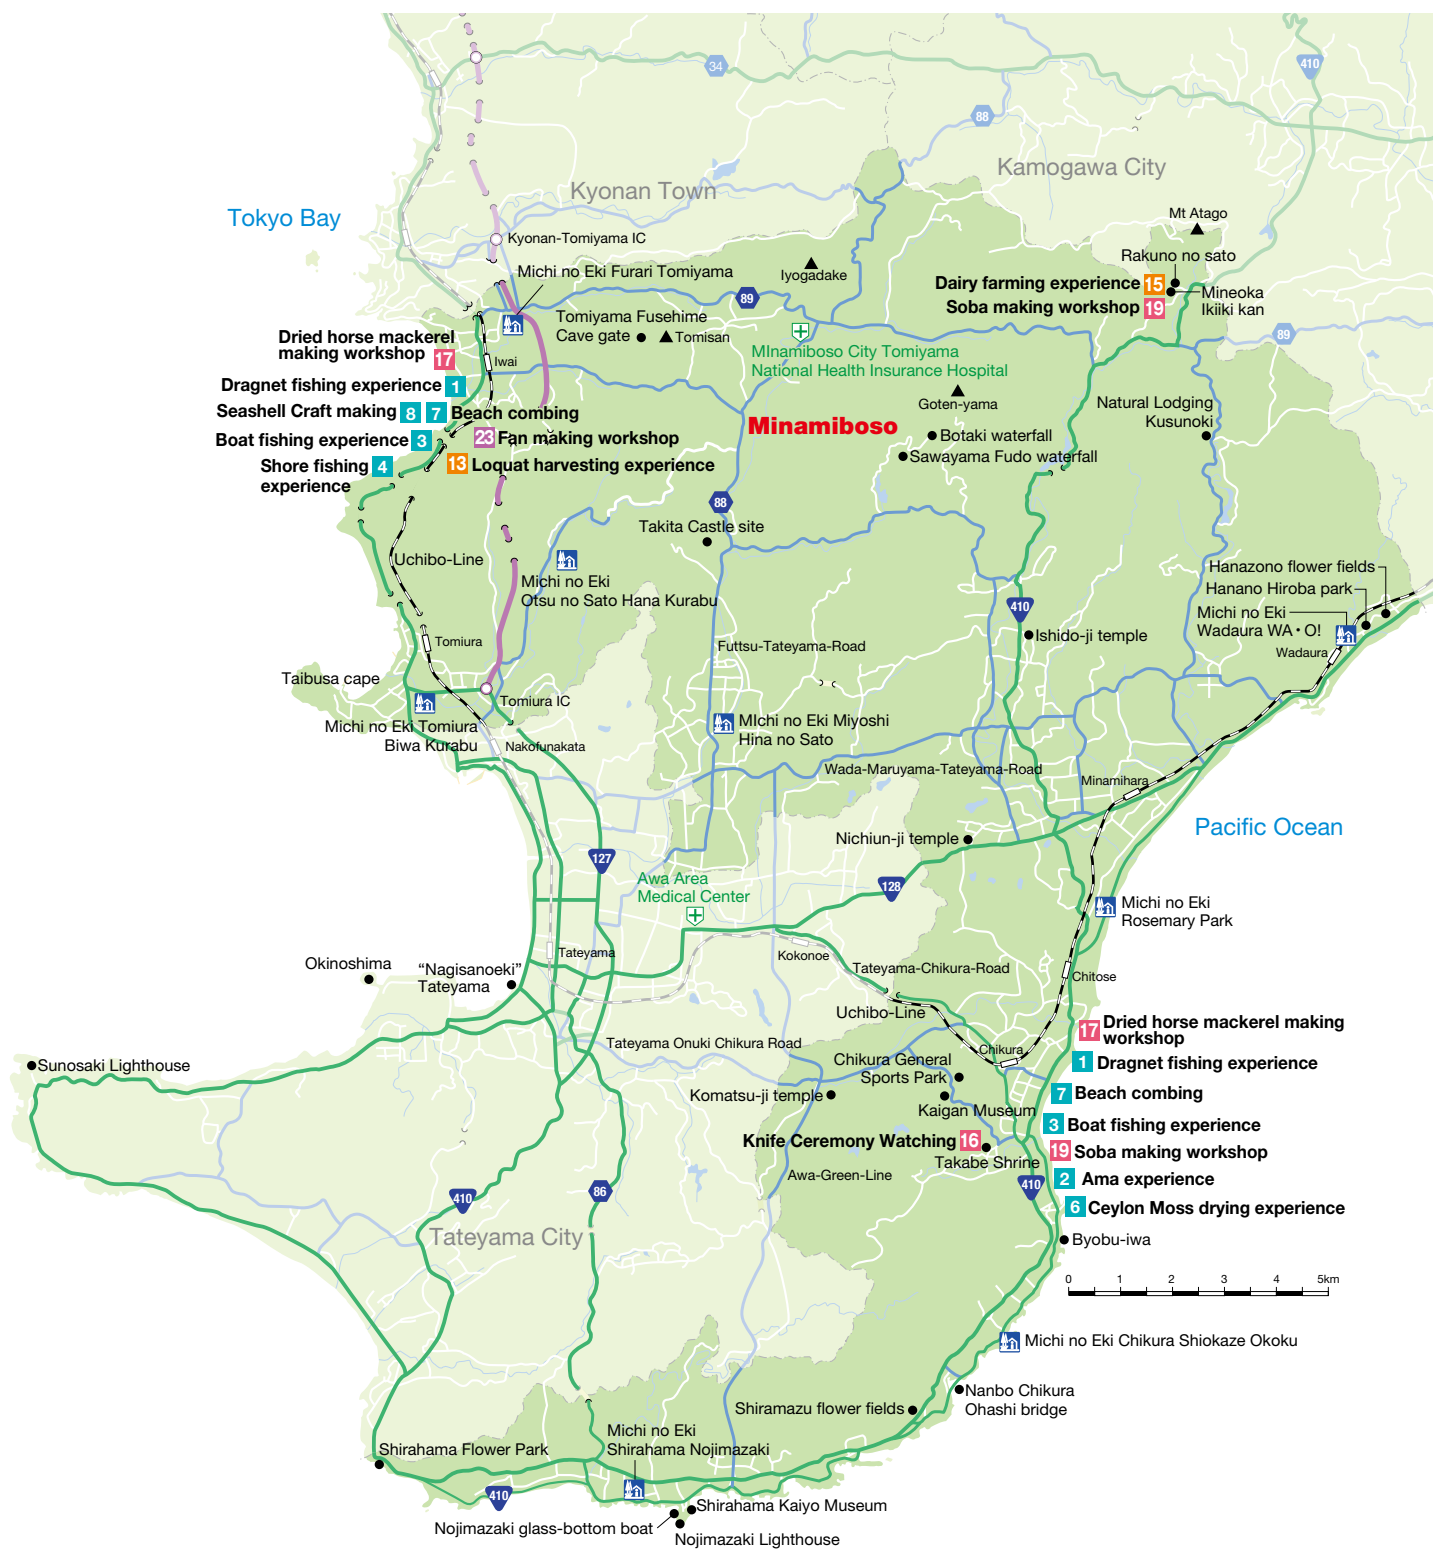 34
410
88
Kamogawa City
Kyonan Town
Tokyo Bay
Mt Atago
Kyonan-Tomiyama IC
Rakuno no sato
Michi no Eki Furari Tomiyama
Iyogadake
Dairy farming experience 15
Mineoka
Ikiiki kan
Soba making workshop 19
89
Tomiyama Fusehime
Cave gate
Tomisan
89
Dried horse mackerel
making workshop 17
Iwai
MInamiboso City Tomiyama
National Health Insurance Hospital
Dragnet fishing experience 1
Seashell Craft making 8
7 Beach combing
Goten-yama
Natural Lodging
Kusunoki
Minamiboso
Boat fishing experience 3
23 Fan making workshop
Botaki waterfall
Sawayama Fudo waterfall
Shore fishing 4
experience
13 Loquat harvesting experience
88
Takita Castle site
Uchibo-Line
Michi no Eki
Otsu no Sato Hana Kurabu
Hanazono flower fields
Hanano Hiroba park
Michi no Eki
Wadaura WA・O!
Wadaura
410
Ishido-ji temple
Tomiura
Futtsu-Tateyama-Road
Taibusa cape
Tomiura IC
Michi no Eki Tomiura
Biwa Kurabu
Nakofunakata
MIchi no Eki Miyoshi
Hina no Sato
Wada-Maruyama-Tateyama-Road
Minamihara
Pacific Ocean
Nichiun-ji temple
127
Awa Area
Medical Center
128
Michi no Eki
Rosemary Park
Okinoshima
“Nagisanoeki”
Tateyama
Tateyama
Kokonoe
Tateyama-Chikura-Road
Chitose
Uchibo-Line
17 Dried horse mackerel making
workshop
Tateyama Onuki Chikura Road
Chikura
Sunosaki Lighthouse
Chikura General
Sports Park
1 Dragnet fishing experience
Komatsu-ji temple
Kaigan Museum
7 Beach combing
3 Boat fishing experience
Knife Ceremony Watching 16
Takabe Shrine
19 Soba making workshop
Awa-Green-Line
2 Ama experience
410
410
86
6 Ceylon Moss drying experience
Tateyama City
Byobu-iwa
0 1 2 3 4 5km
Michi no Eki Chikura Shiokaze Okoku
Nanbo Chikura
Ohashi bridge
Shiramazu flower fields
Michi no Eki
Shirahama Nojimazaki
Shirahama Flower Park
410
Shirahama Kaiyo Museum
Nojimazaki glass-bottom boat
Nojimazaki Lighthouse